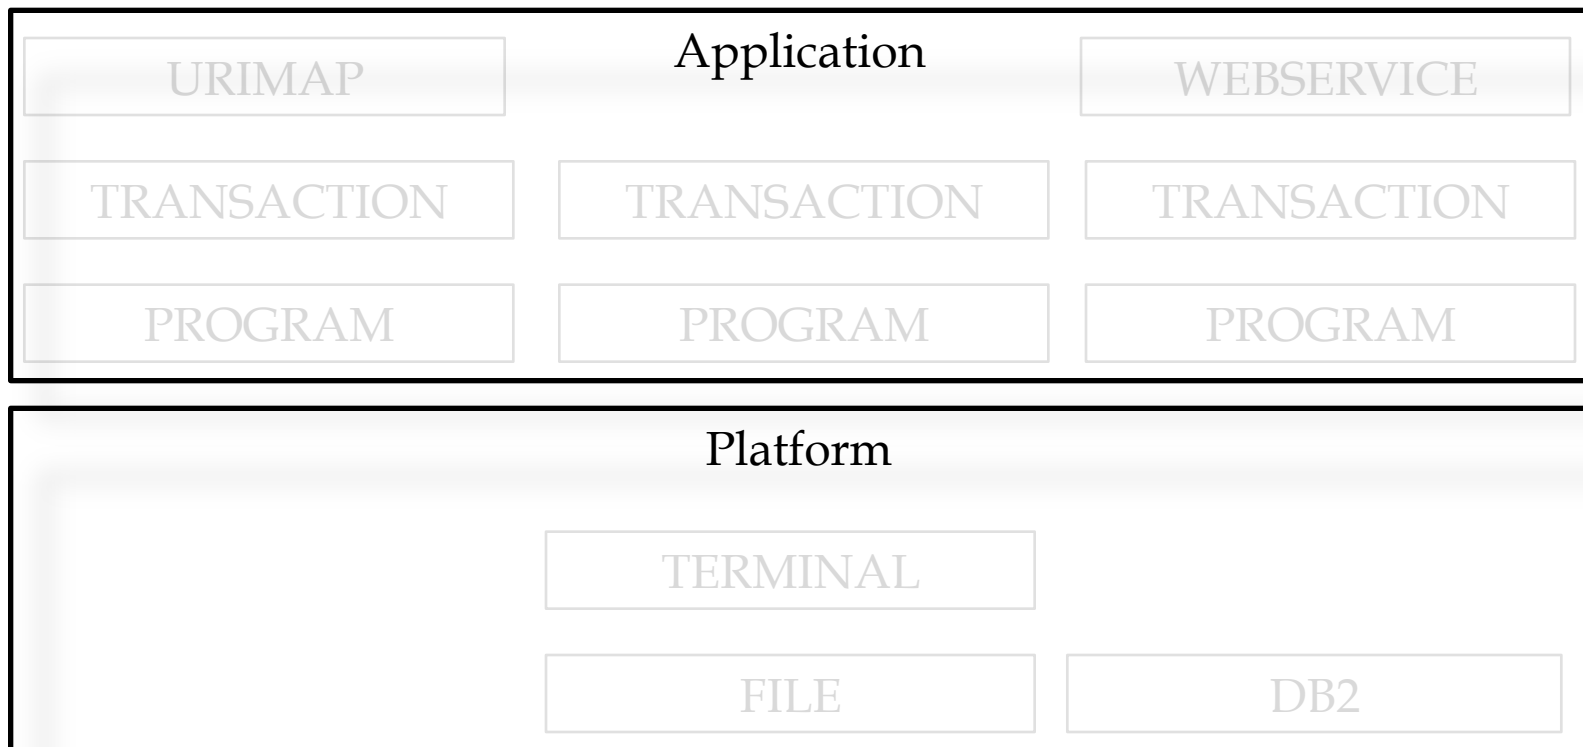 Application
URIMAP WEBSERVICE
TRANSACTION TRANSACTION TRANSACTION
PROGRAM PROGRAM PROGRAM
Platform
TERMINAL
FILE DB2